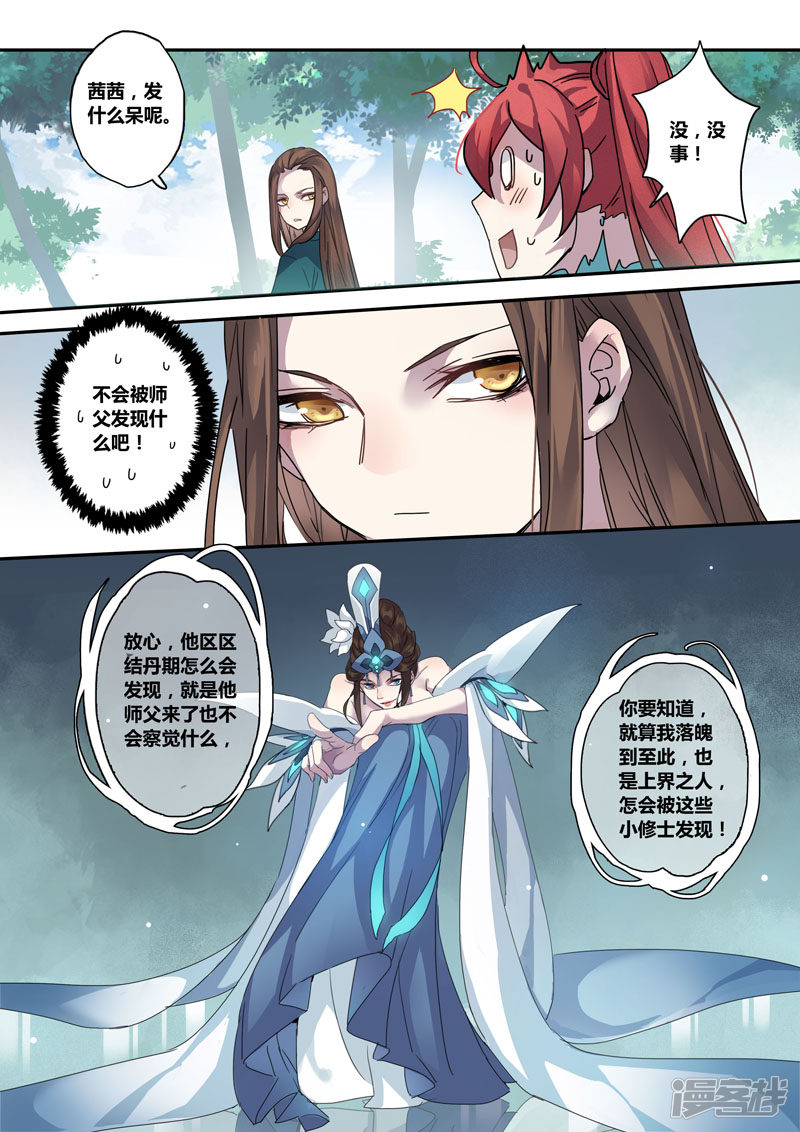 茜茜，发
什么呆呢。
没，没
事！
不会被师
父发现什
么吧！
放心，他区区
结丹期怎么会
发现，就是他
师父来了也不
会察觉什么，
你要知道，
就算我落魄
到至此，也
是上界之人，
怎会被这些
小修士发现！
漫客栈